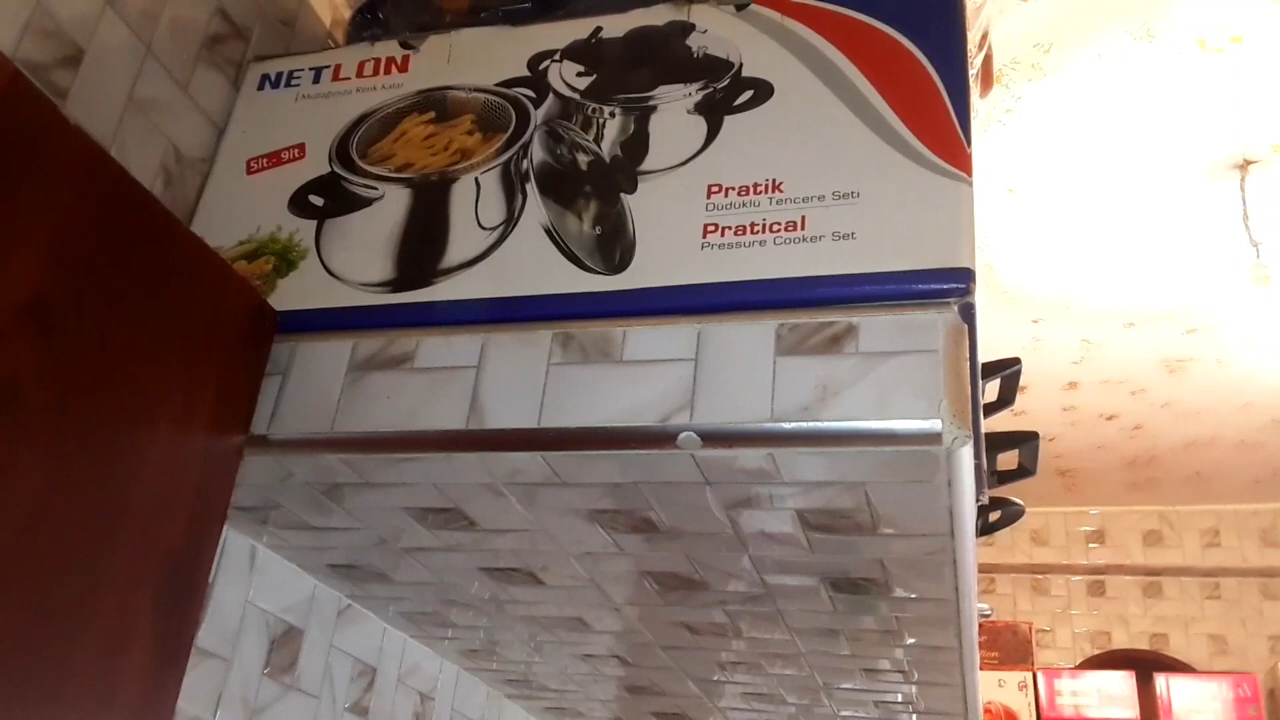 NETLON
Mutfağınıza Renk Katar
5lt.- 9lt.
Pratik
Düdüklü Tencere Seti
Pratical
Pressure Cooker Set